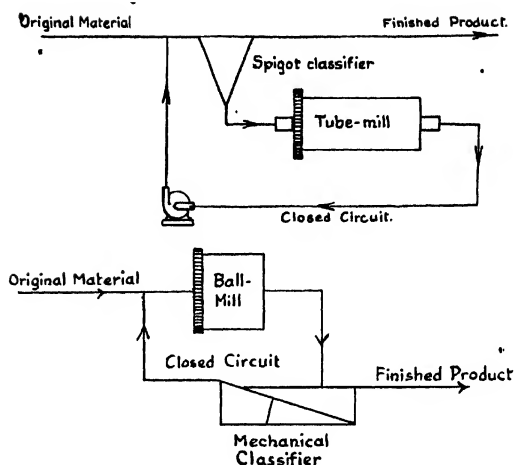 Original Material
Finished Product.
Spigot classifier
Tube-mill
Closed Circuit.
Original Material
Ball-
Mill
Closed Circuit
Finished Product
Mechanical
Classifier